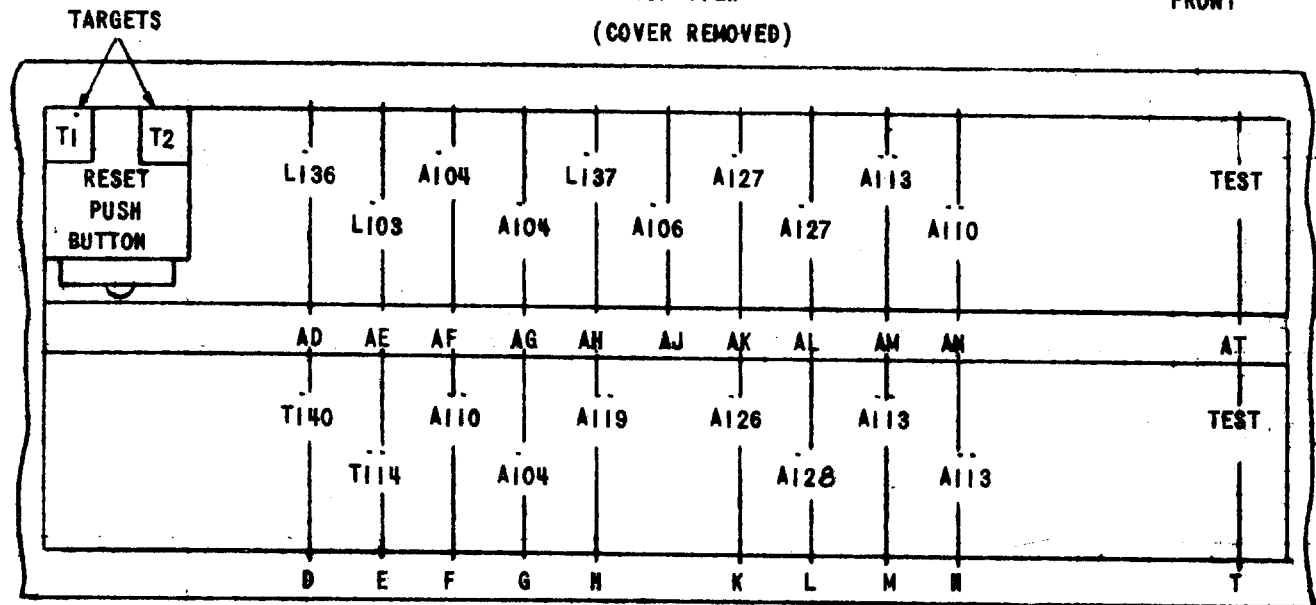 FRONT
TARGETS
(COVER REMOVED)
T1 T2
RESET
PUSH
BUTTON
L136 A104 L137 A127 A113 TEST
L103 A104 A106 A127 A110
AD AE AF AG AH AJ AK AL AM AN AT
T140 A110 A119 A126 A113 TEST
T114 A104 A128 A113
D E F G H K L M N T